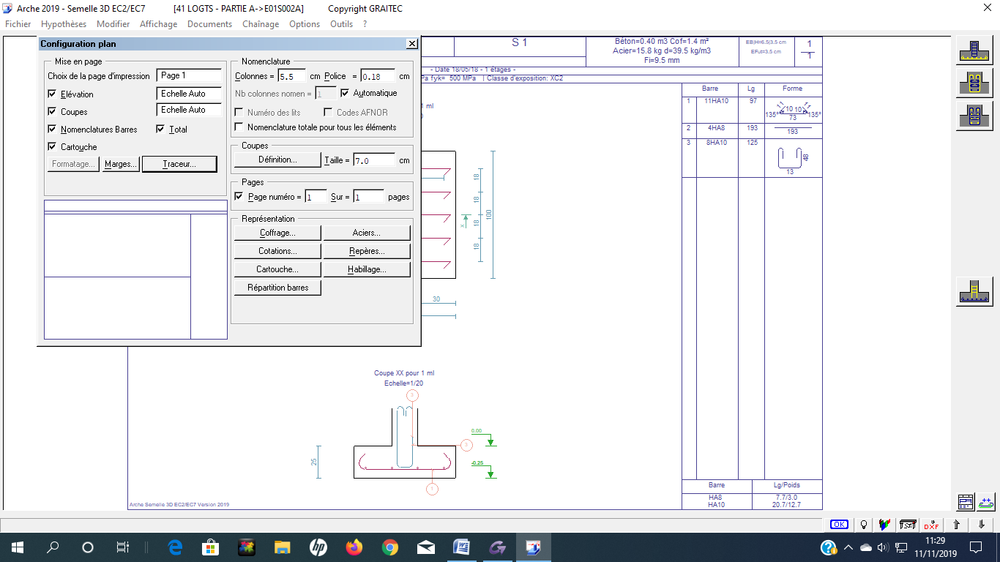 Arche 2019 - Semelle 3D EC2/EC7 [41 LOGTS - PARTIE A->E01S002A] Copyright GRAITEC
Fichier Hypothèses Modifier Affichage Documents Chaînage Options Outils ?
Configuration plan
Mise en page
Choix de la page d'impression Page 1
Elévation Echelle Auto
Coupes Echelle Auto
Nomenclatures Barres Total
Cartouche
Formatage... Marges... Traceur...
Nomenclature
Colonnes = 5.5 cm Police = 0.18 cm
Nb colonnes nomen = 1 Automatique
Numéro des lits Codes AFNOR
Nomenclature totale pour tous les éléments
Coupes
Définition... Taille = 7.0 cm
Pages
Page numéro = 1 Sur = 1 pages
Représentation
Coffrage... Aciers...
Cotations... Repères...
Cartouche... Habillage...
Répartition barres
S 1
Béton=0.40 m3 Cof=1.4 m²
Acier=15.8 kg d=39.5 kg/m3
Fi=9.5 mm
EB|H=6.5|3.5 cm
EFut=3.5 cm
1
1
- Date 18/05/18 - 1 étages -
Pa fyk= 500 MPa | Classe d'exposition: XC2
1 ml
Barre Lg Forme
1 11HA10 97
11 10 10 11
135° 73 135°
2 4HA8 193 193
3 8HA10 125
48
13
18
18
18
18
100
x
30
Coupe XX pour 1 ml
Echelle=1/20
3
0.00
3
-0.25
25
1
Barre Lg/Poids
HA8 7.7/3.0
HA10 20.7/12.7
Arche Semelle 3D EC2/EC7 Version 2019
OK DXF
11:29
11/11/2019